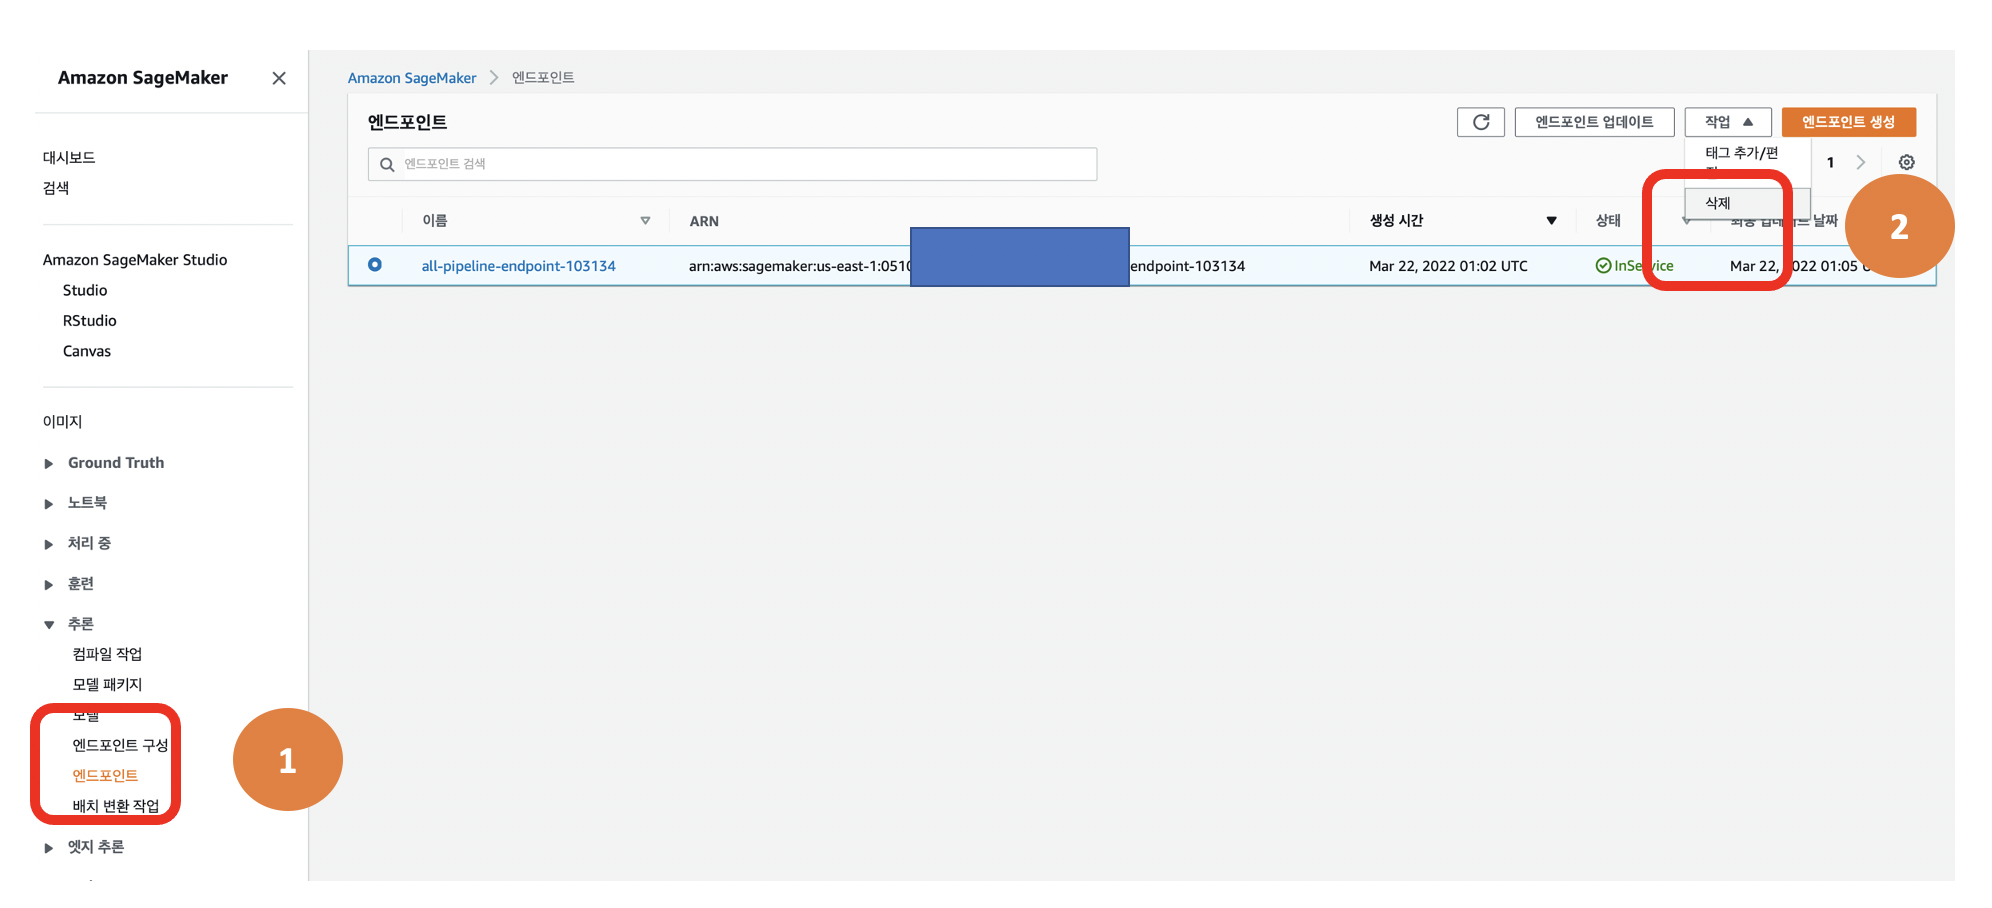 Amazon SageMaker
대시보드
검색
Amazon SageMaker Studio
Studio
RStudio
Canvas
이미지
Ground Truth
노트북
처리 중
훈련
추론
컴파일 작업
모델 패키지
모델
엔드포인트 구성
엔드포인트
배치 변환 작업
엣지 추론
1
Amazon SageMaker > 엔드포인트
엔드포인트
엔드포인트 업데이트
작업
엔드포인트 생성
엔드포인트 검색
태그 추가/편
삭제
1
2
이름 ARN 생성 시간 상태 최종 업데이트 날짜
all-pipeline-endpoint-103134 arn:aws:sagemaker:us-east-1:051 endpoint-103134 Mar 22, 2022 01:02 UTC InService Mar 22, 2022 01:05